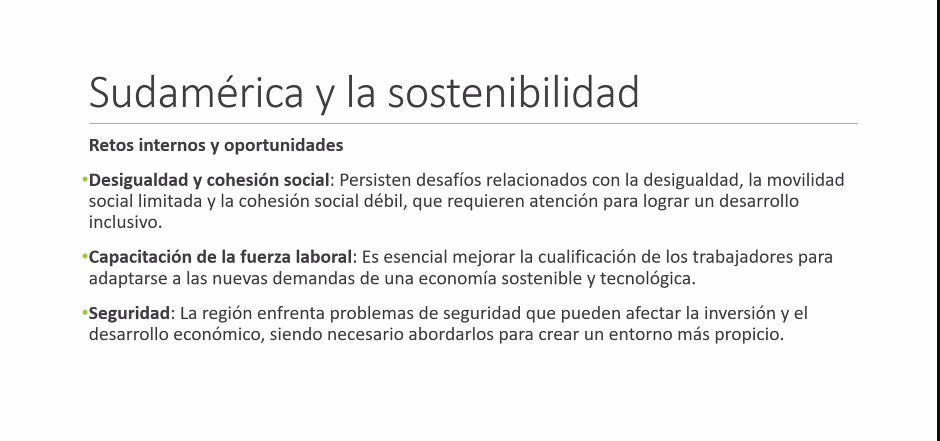 Sudamérica y la sostenibilidad
Retos internos y oportunidades
•Desigualdad y cohesión social: Persisten desafíos relacionados con la desigualdad, la movilidad
social limitada y la cohesión social débil, que requieren atención para lograr un desarrollo
inclusivo.
•Capacitación de la fuerza laboral: Es esencial mejorar la cualificación de los trabajadores para
adaptarse a las nuevas demandas de una economía sostenible y tecnológica.
•Seguridad: La región enfrenta problemas de seguridad que pueden afectar la inversión y el
desarrollo económico, siendo necesario abordarlos para crear un entorno más propicio.